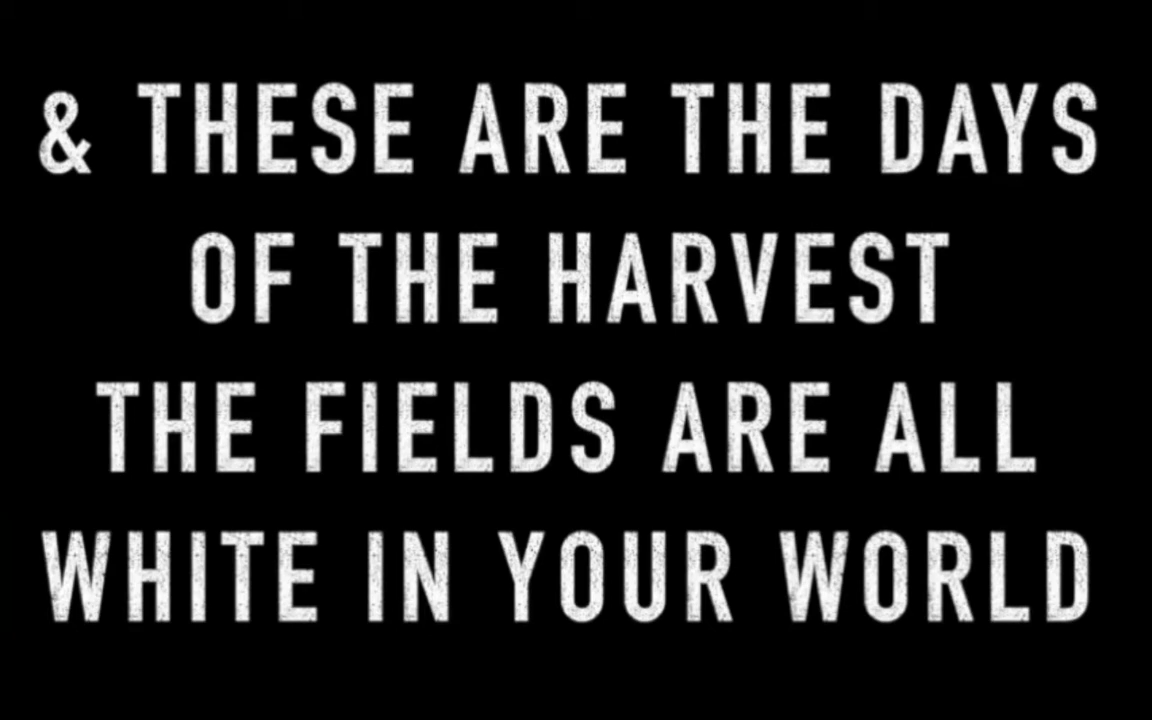 & THESE ARE THE DAYS
OF THE HARVEST
THE FIELDS ARE ALL
WHITE IN YOUR WORLD